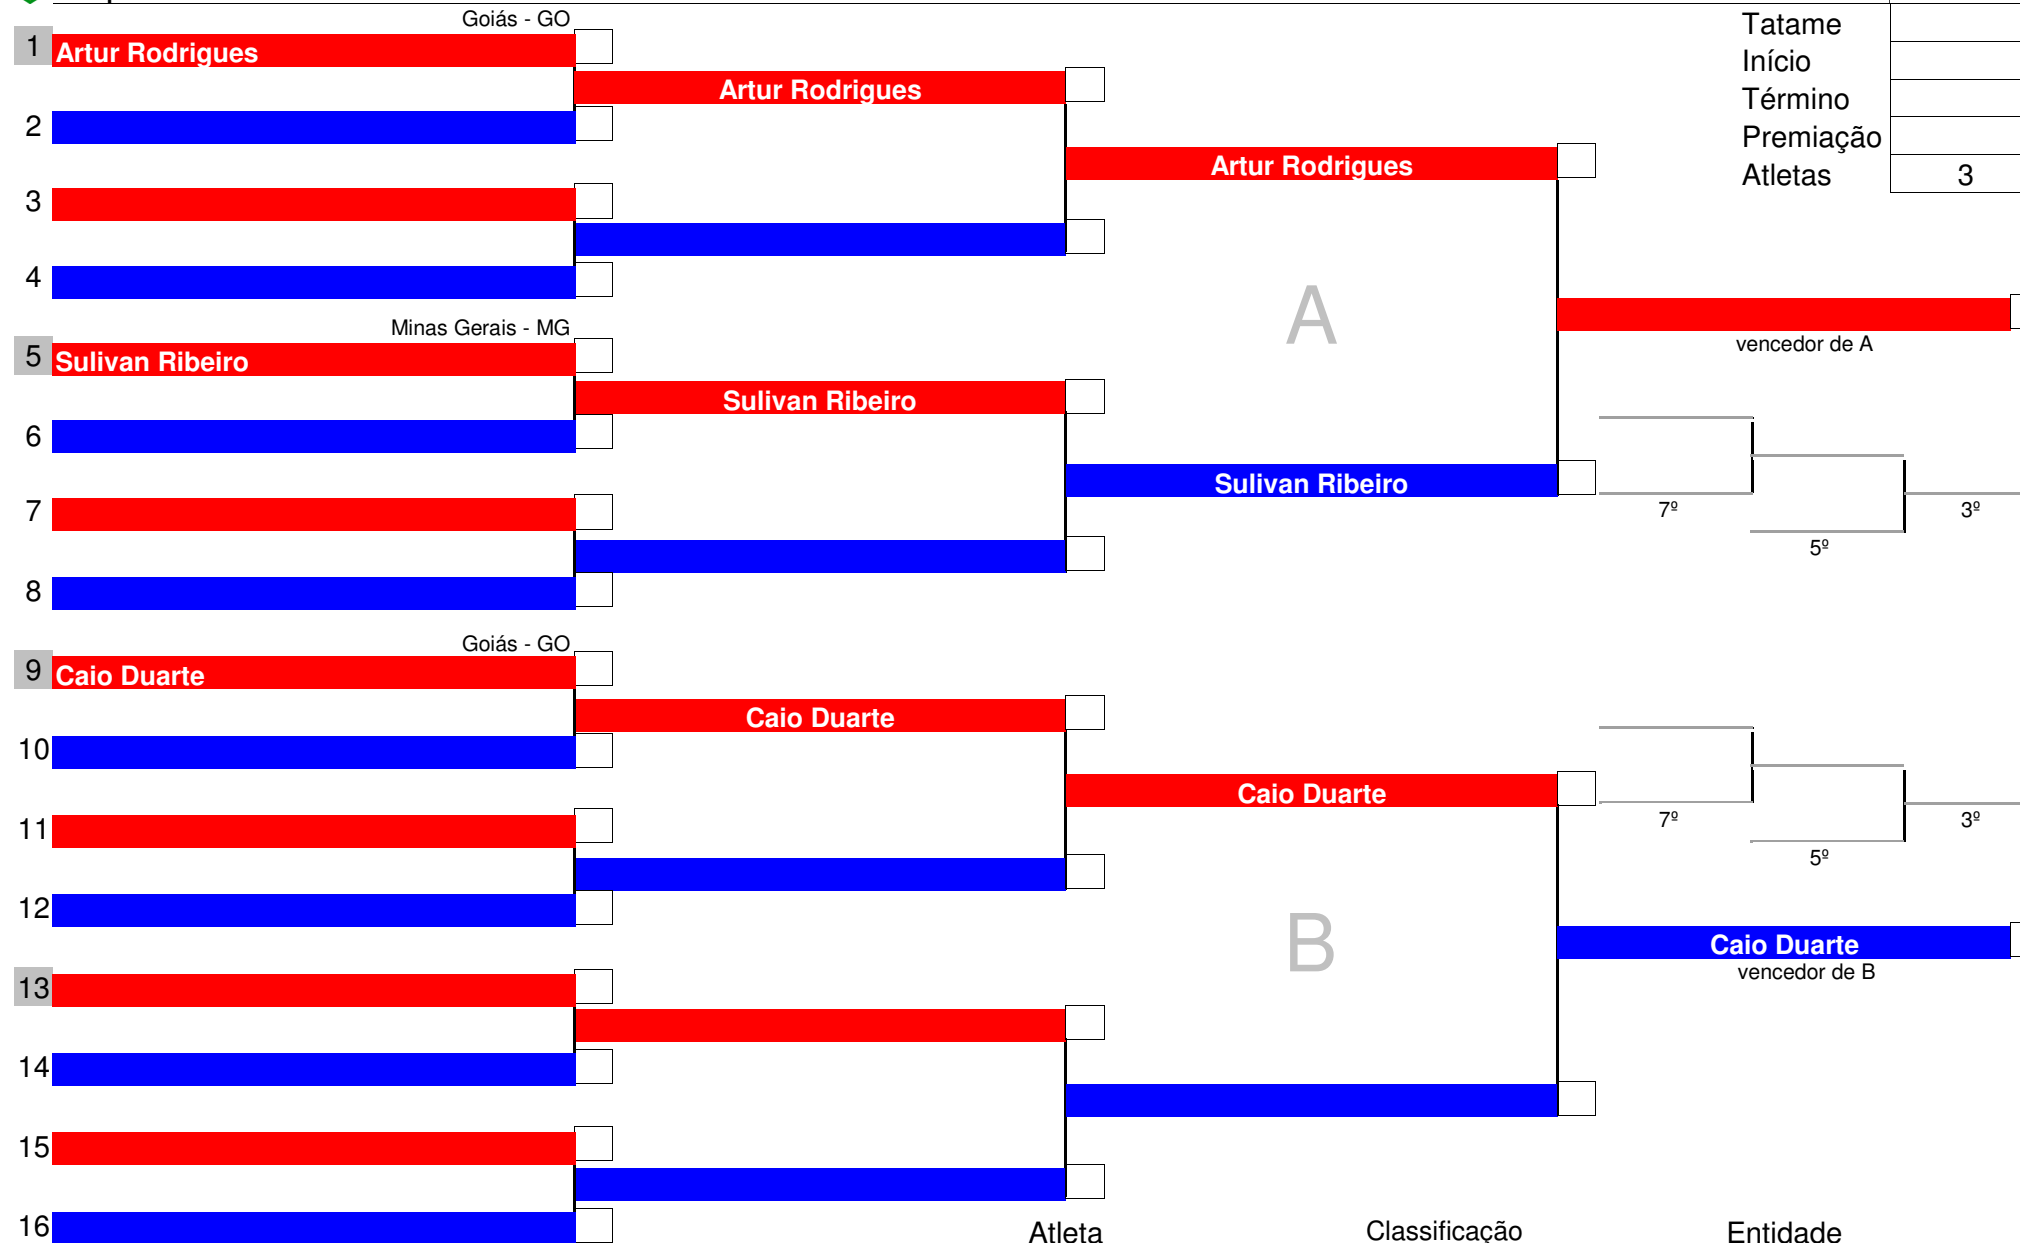 Goiás - GO
1 Artur Rodrigues
Artur Rodrigues
2
Artur Rodrigues
3
4
Tatame
Início
Término
Premiação
Atletas 3
A
vencedor de A
Minas Gerais - MG
5 Sulivan Ribeiro
Sulivan Ribeiro
6
Sulivan Ribeiro
7
8
7º
3º
5º
Goiás - GO
9 Caio Duarte
Caio Duarte
10
Caio Duarte
11
12
7º
3º
5º
B
Caio Duarte
vencedor de B
13
14
15
16
Atleta Classificação Entidade